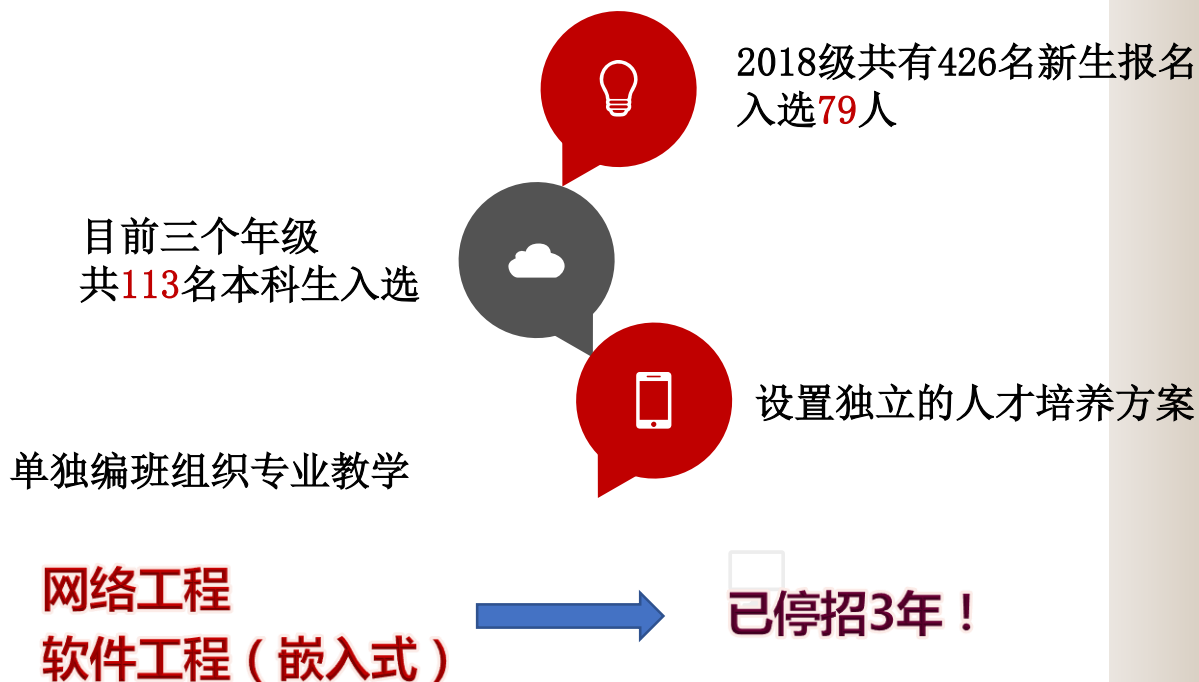 2018级共有426名新生报名
入选79人
目前三个年级
共113名本科生入选
设置独立的人才培养方案
单独编班组织专业教学
网络工程
软件工程（嵌入式）
已停招3年！